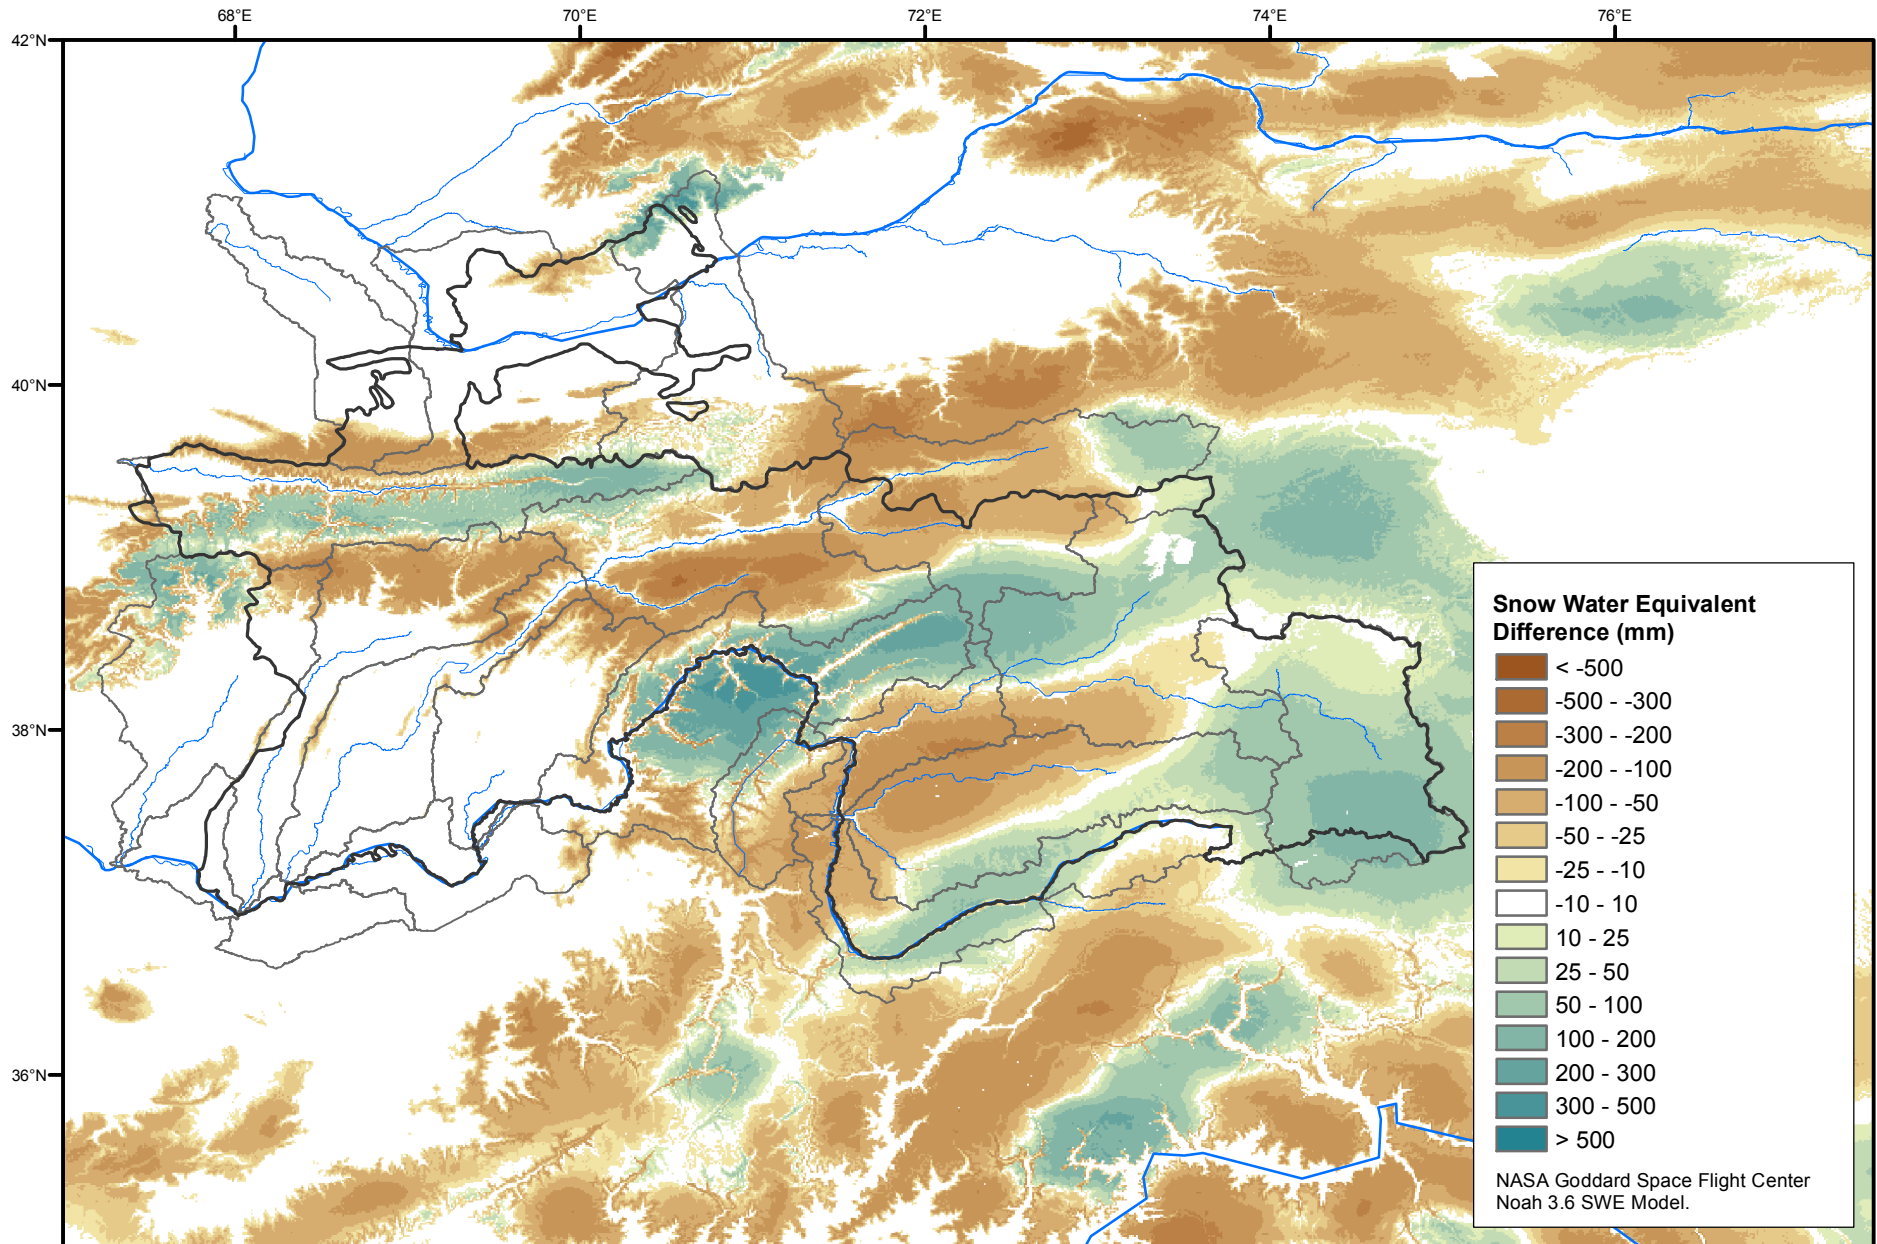 68°E 70°E 72°E 74°E 76°E
42°N
40°N
38°N
36°N
Snow Water Equivalent
Difference (mm)
< -500
-500 - -300
-300 - -200
-200 - -100
-100 - -50
-50 - -25
-25 - -10
-10 - 10
10 - 25
25 - 50
50 - 100
100 - 200
200 - 300
300 - 500
> 500
NASA Goddard Space Flight Center
Noah 3.6 SWE Model.